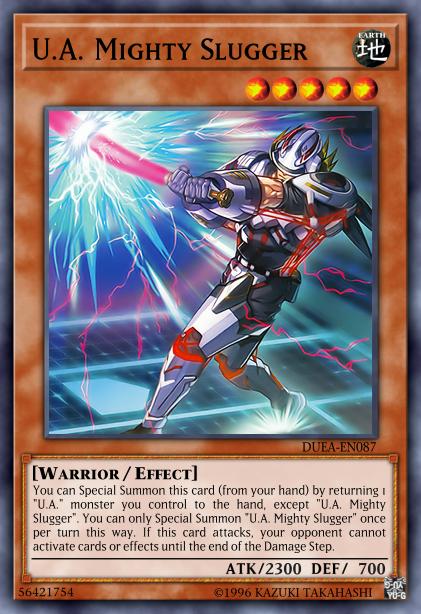 U.A. Mighty Slugger
EARTH
地
DUEA-EN087
[Warrior / Effect]
You can Special Summon this card (from your hand) by returning 1
"U.A." monster you control to the hand, except "U.A. Mighty
Slugger". You can only Special Summon "U.A. Mighty Slugger" once
per turn this way. If this card attacks, your opponent cannot
activate cards or effects until the end of the Damage Step.
ATK/2300 DEF/ 700
56421754
©1996 KAZUKI TAKAHASHI